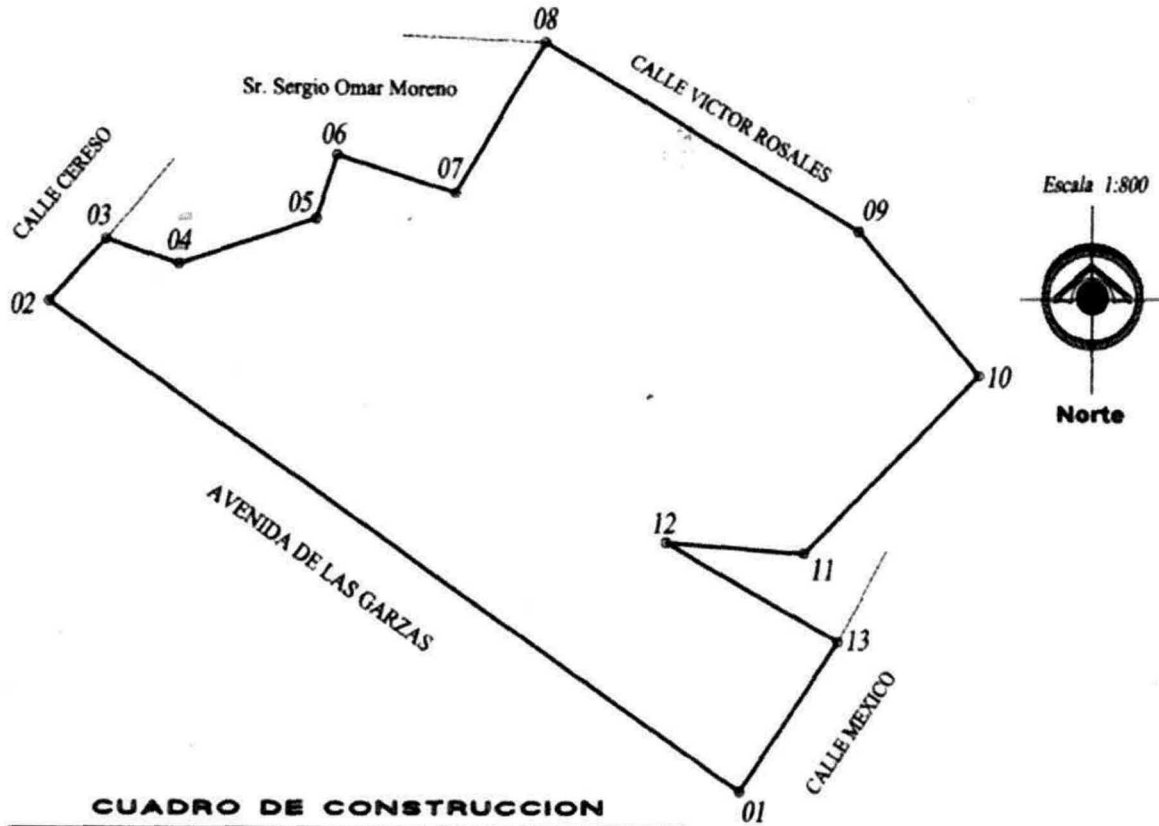 08
CALLE VICTOR ROSALES
Sr. Sergio Omar Moreno
CALLE CERESO
06
07
Escala 1:800
03
05
09
04
02
10
Norte
AVENIDA DE LAS GARZAS
12
11
13
CALLE MEXICO
01
CUADRO DE CONSTRUCCION